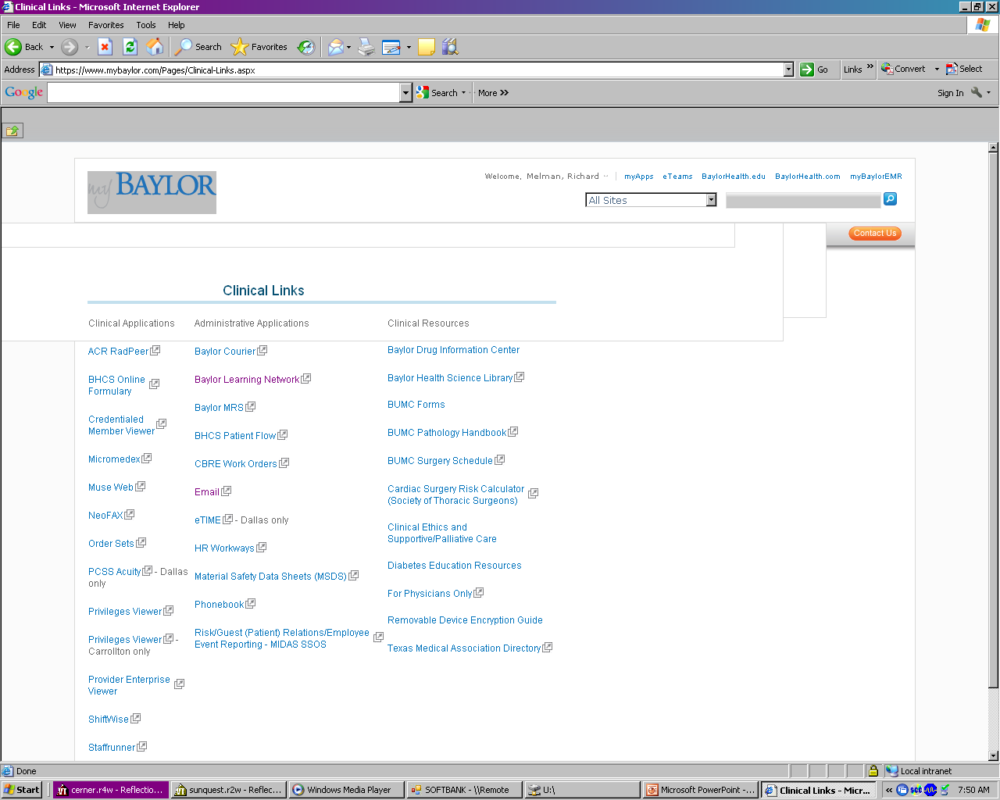 Clinical Links - Microsoft Internet Explorer
File Edit View Favorites Tools Help
Back Search Favorites
Address https://www.mybaylor.com/Pages/Clinical-Links.aspx Go Links » Convert Select
Google Search More » Sign In
my BAYLOR
Welcome, Melman, Richard myApps eTeams BaylorHealth.edu BaylorHealth.com myBaylorEMR
All Sites
Contact Us
Clinical Links
Clinical Applications
ACR RadPeer
BHCS Online
Formulary
Credentialed
Member Viewer
Micromedex
Muse Web
NeoFAX
Order Sets
PCSS Acuity - Dallas
only
Privileges Viewer
Privileges Viewer -
Carrollton only
Provider Enterprise
Viewer
ShiftWise
Staffrunner
Administrative Applications
Baylor Courier
Baylor Learning Network
Baylor MRS
BHCS Patient Flow
CBRE Work Orders
Email
eTIME - Dallas only
HR Workways
Material Safety Data Sheets (MSDS)
Phonebook
Risk/Guest (Patient) Relations/Employee
Event Reporting - MIDAS SSOS
Clinical Resources
Baylor Drug Information Center
Baylor Health Science Library
BUMC Forms
BUMC Pathology Handbook
BUMC Surgery Schedule
Cardiac Surgery Risk Calculator
(Society of Thoracic Surgeons)
Clinical Ethics and
Supportive/Palliative Care
Diabetes Education Resources
For Physicians Only
Removable Device Encryption Guide
Texas Medical Association Directory
Done Local intranet
Start cerner.r4w - Reflectio... sunquest.r2w - Reflec... Windows Media Player SOFTBANK - \\Remote U:\ Microsoft PowerPoint -... Clinical Links - Micr... « 7:50 AM